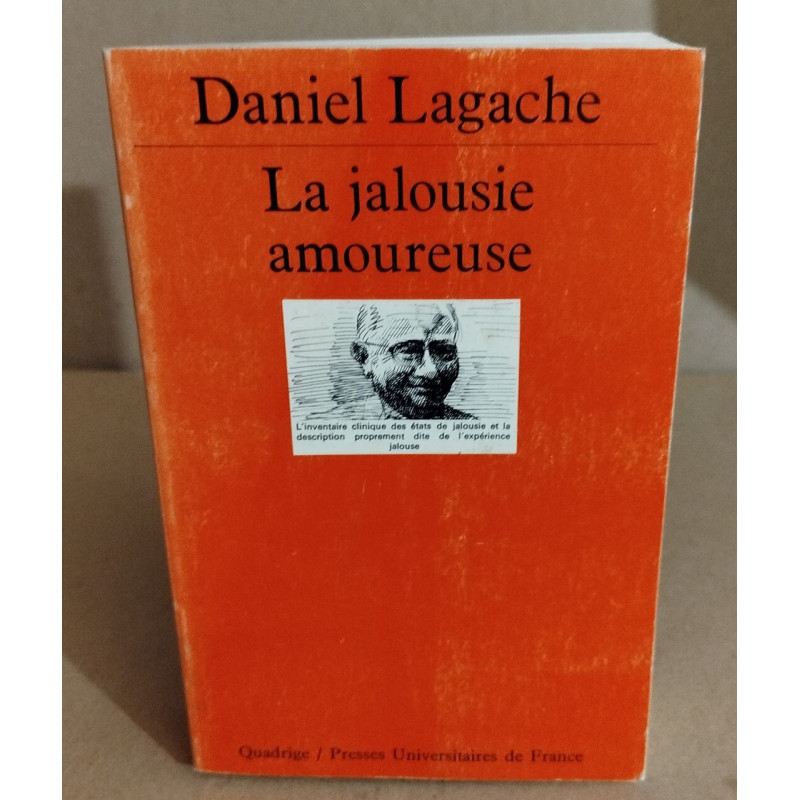 Daniel Lagache
La jalousie
amoureuse
L'inventaire clinique des états de jalousie et la
description proprement dite de l'expérience
jalouse
Quadrige / Presses Universitaires de France